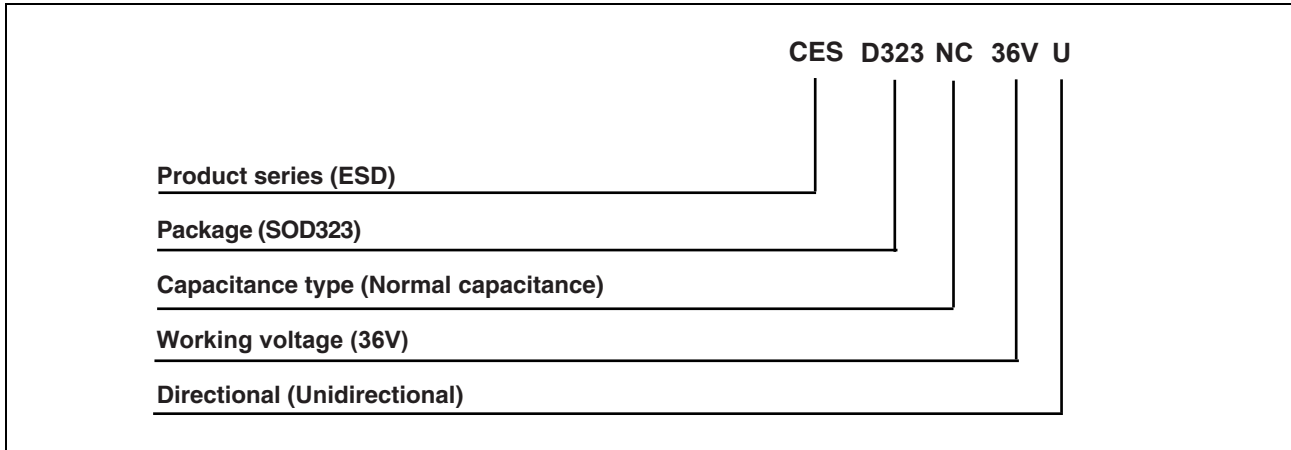 CES D323 NC 36V U
Product series (ESD)
Package (SOD323)
Capacitance type (Normal capacitance)
Working voltage (36V)
Directional (Unidirectional)